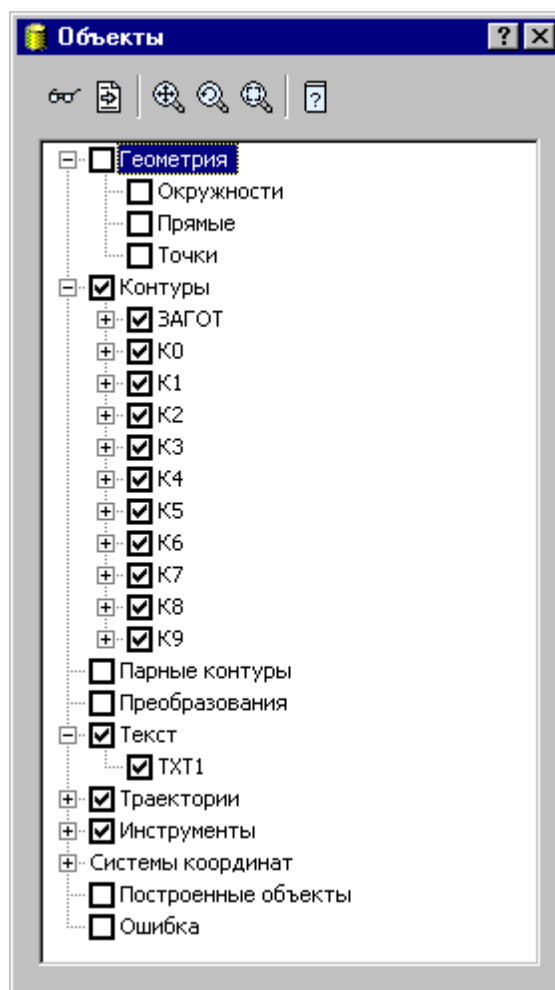 Объекты
Геометрия
Окружности
Прямые
Точки
Контуры
ЗАГОТ
К0
К1
К2
К3
К4
К5
К6
К7
К8
К9
Парные контуры
Преобразования
Текст
TXT1
Траектории
Инструменты
Системы координат
Построенные объекты
Ошибка